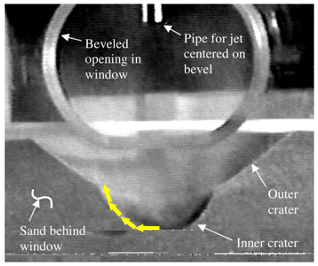 Beveled
opening in
window
Pipe for jet
centered on
bevel
Sand behind
window
Outer
crater
Inner crater